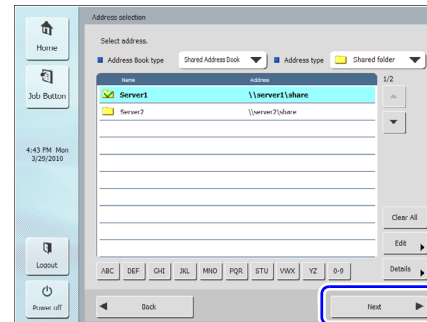 Address selection
Home
Select address.
Address Book type
Shared Address Book
Address type
Shared folder
Name
Address
1/2
Job Button
Server1
\\server1\share
Server2
\\server2\share
4:43 PM Mon
3/29/2010
Clear All
Edit
Logout
ABC
DEF
GHI
JKL
MNO
PQR
STU
VWX
YZ
0-9
Details
Power off
Back
Next